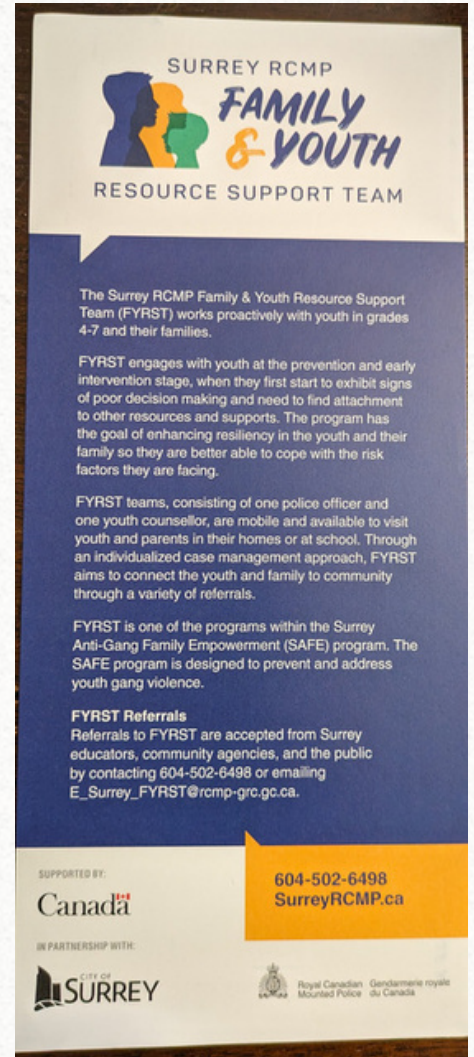 SURREY RCMP
FAMILY
& YOUTH
RESOURCE SUPPORT TEAM
The Surrey RCMP Family & Youth Resource Support
Team (FYRST) works proactively with youth in grades
4-7 and their families.
FYRST engages with youth at the prevention and early
intervention stage, when they first start to exhibit signs
of poor decision making and need to find attachment
to other resources and supports. The program has
the goal of enhancing resiliency in the youth and their
family so they are better able to cope with the risk
factors they are facing.
FYRST teams, consisting of one police officer and
one youth counsellor, are mobile and available to visit
youth and parents in their homes or at school. Through
an individualized case management approach, FYRST
aims to connect the youth and family to community
through a variety of referrals.
FYRST is one of the programs within the Surrey
Anti-Gang Family Empowerment (SAFE) program. The
SAFE program is designed to prevent and address
youth gang violence.
FYRST Referrals
Referrals to FYRST are accepted from Surrey
educators, community agencies, and the public
by contacting 604-502-6498 or emailing
E_Surrey_FYRST@rcmp-grc.gc.ca.
SUPPORTED BY:
Canada
IN PARTNERSHIP WITH:
CITY OF
SURREY
604-502-6498
SurreyRCMP.ca
Royal Canadian Gendarmerie royale
Mounted Police du Canada